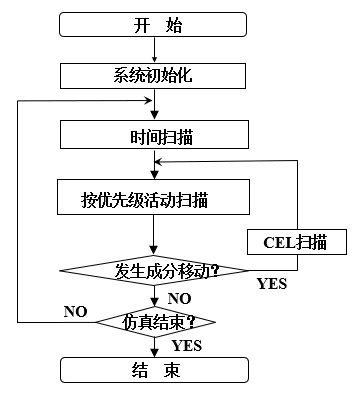 开 始
系统初始化
时间扫描
按优先级活动扫描
CEL扫描
发生成分移动?
YES
NO
NO
仿真结束?
YES
结 束